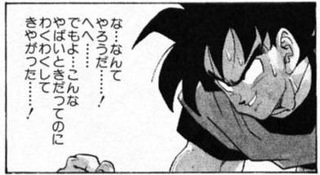 な…なんて
やろうだ……！
へへ……
でもよ…こんな
やばいときだってのに
わくわくして
きやがった……！